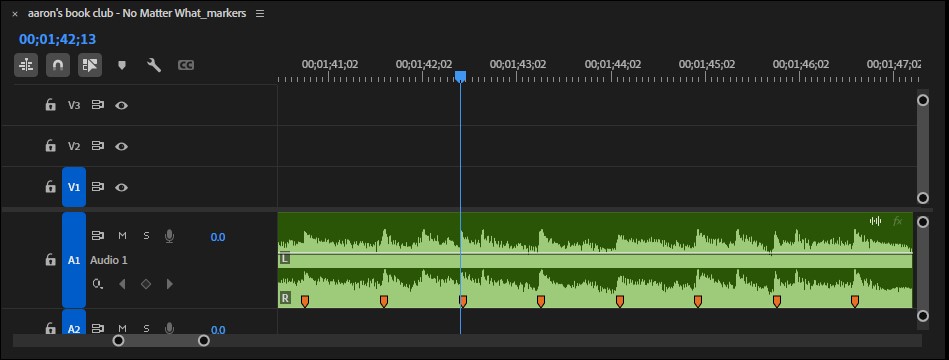 × aaron's book club - No Matter What_markers
00;01;42;13
00;01;41;02 00;01;42;02 00;01;43;02 00;01;44;02 00;01;45;02 00;01;46;02 00;01;47;02
V3
V2
V1
fx
M S 0.0
A1 Audio 1
L
R
A2 M S 0.0